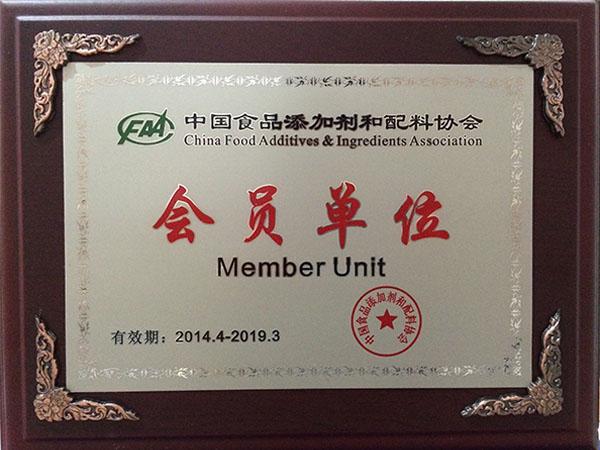 CFAA 中国食品添加剂和配料协会
China Food Additives & Ingredients Association
会员单位
Member Unit
中国食品添加剂和配料协会
有效期：2014.4-2019.3